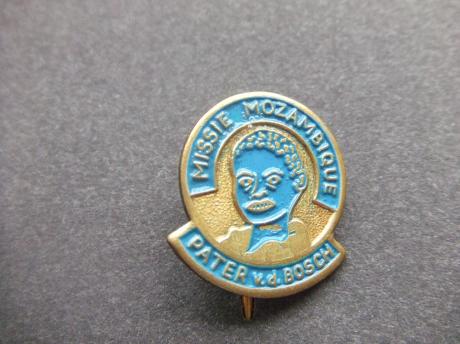 MISSIE MOZAMBIQUE
PATER v.d. BOSCH